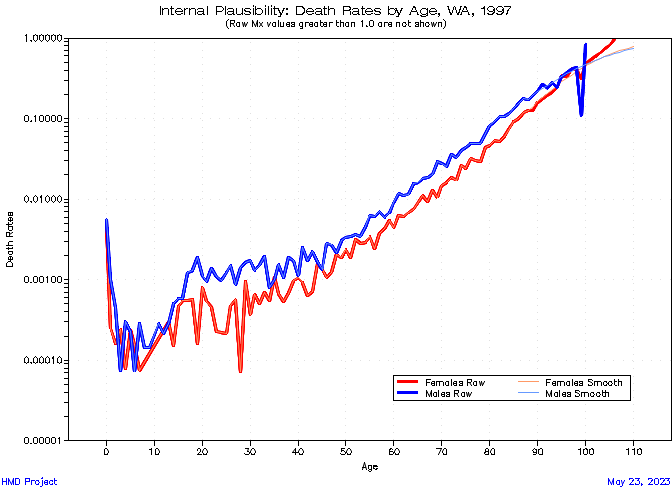 Internal Plausibility: Death Rates by Age, WA, 1997
(Raw Mx values greater than 1.0 are not shown)
1.00000
0.10000
0.01000
0.00100
0.00010
0.00001
Death Rates
0 10 20 30 40 50 60 70 80 90 100 110
Age
Females Raw Females Smooth
Males Raw Males Smooth
HMD Project May 23, 2023